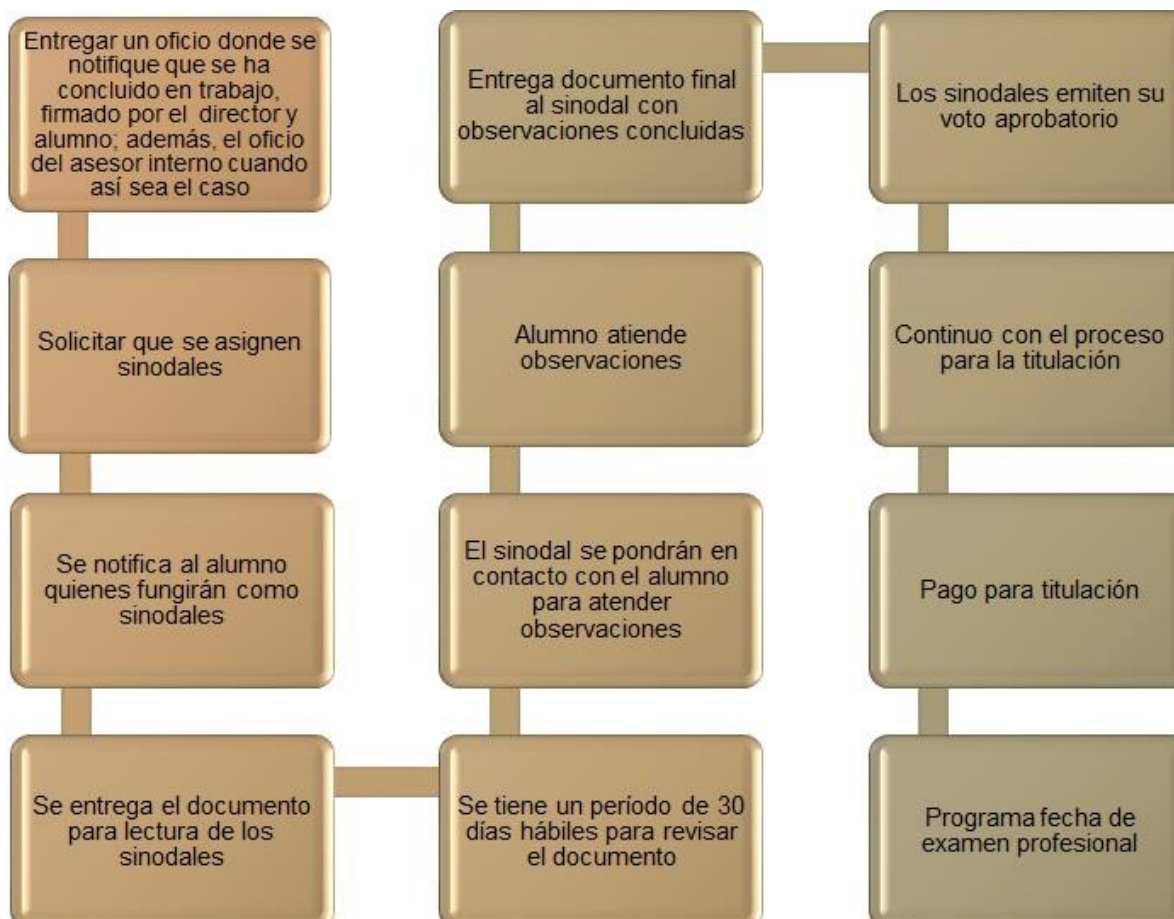 Entregar un oficio donde se
notifique que se ha
concluido en trabajo,
firmado por el director y
alumno; además, el oficio
del asesor interno cuando
así sea el caso
Solicitar que se asignen
sinodales
Se notifica al alumno
quienes fungirán como
sinodales
Se entrega el documento
para lectura de los
sinodales
Se tiene un período de 30
días hábiles para revisar
el documento
El sinodal se pondrán en
contacto con el alumno
para atender
observaciones
Alumno atiende
observaciones
Entrega documento final
al sinodal con
observaciones concluidas
Los sinodales emiten su
voto aprobatorio
Continuo con el proceso
para la titulación
Pago para titulación
Programa fecha de
examen profesional